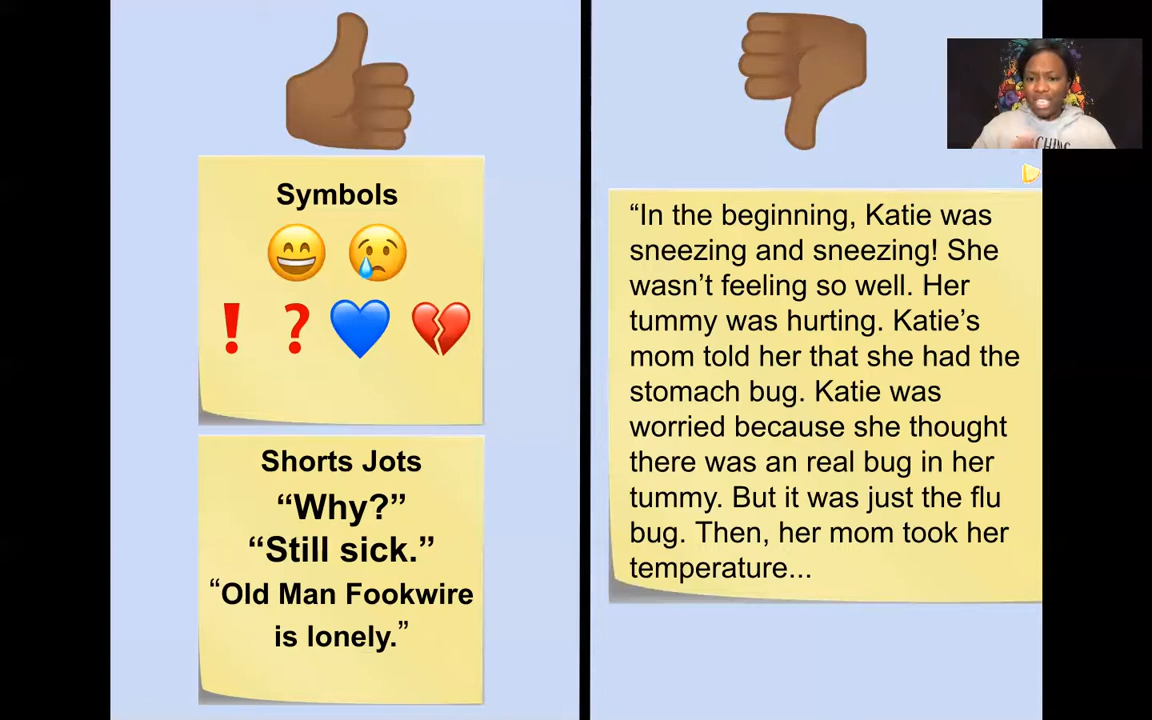 Symbols
❗ ❓
Shorts Jots
“Why?”
“Still sick.”
“Old Man Fookwire
is lonely.”
“In the beginning, Katie was
sneezing and sneezing! She
wasn’t feeling so well. Her
tummy was hurting. Katie’s
mom told her that she had the
stomach bug. Katie was
worried because she thought
there was an real bug in her
tummy. But it was just the flu
bug. Then, her mom took her
temperature...